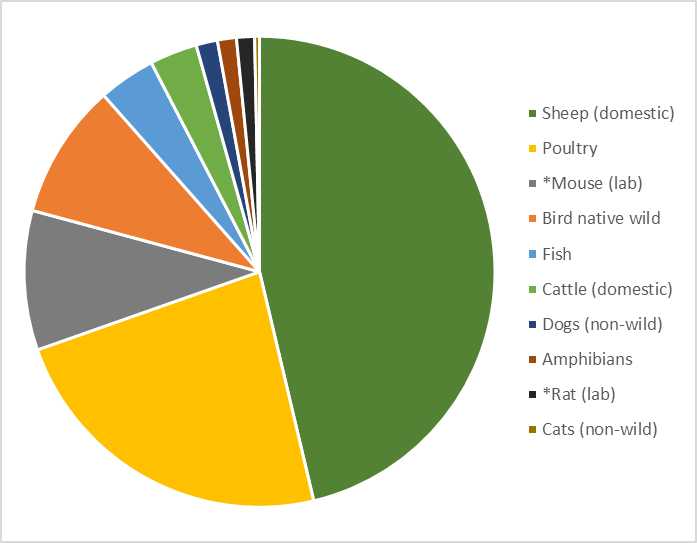 Sheep (domestic)
Poultry
*Mouse (lab)
Bird native wild
Fish
Cattle (domestic)
Dogs (non-wild)
Amphibians
*Rat (lab)
Cats (non-wild)